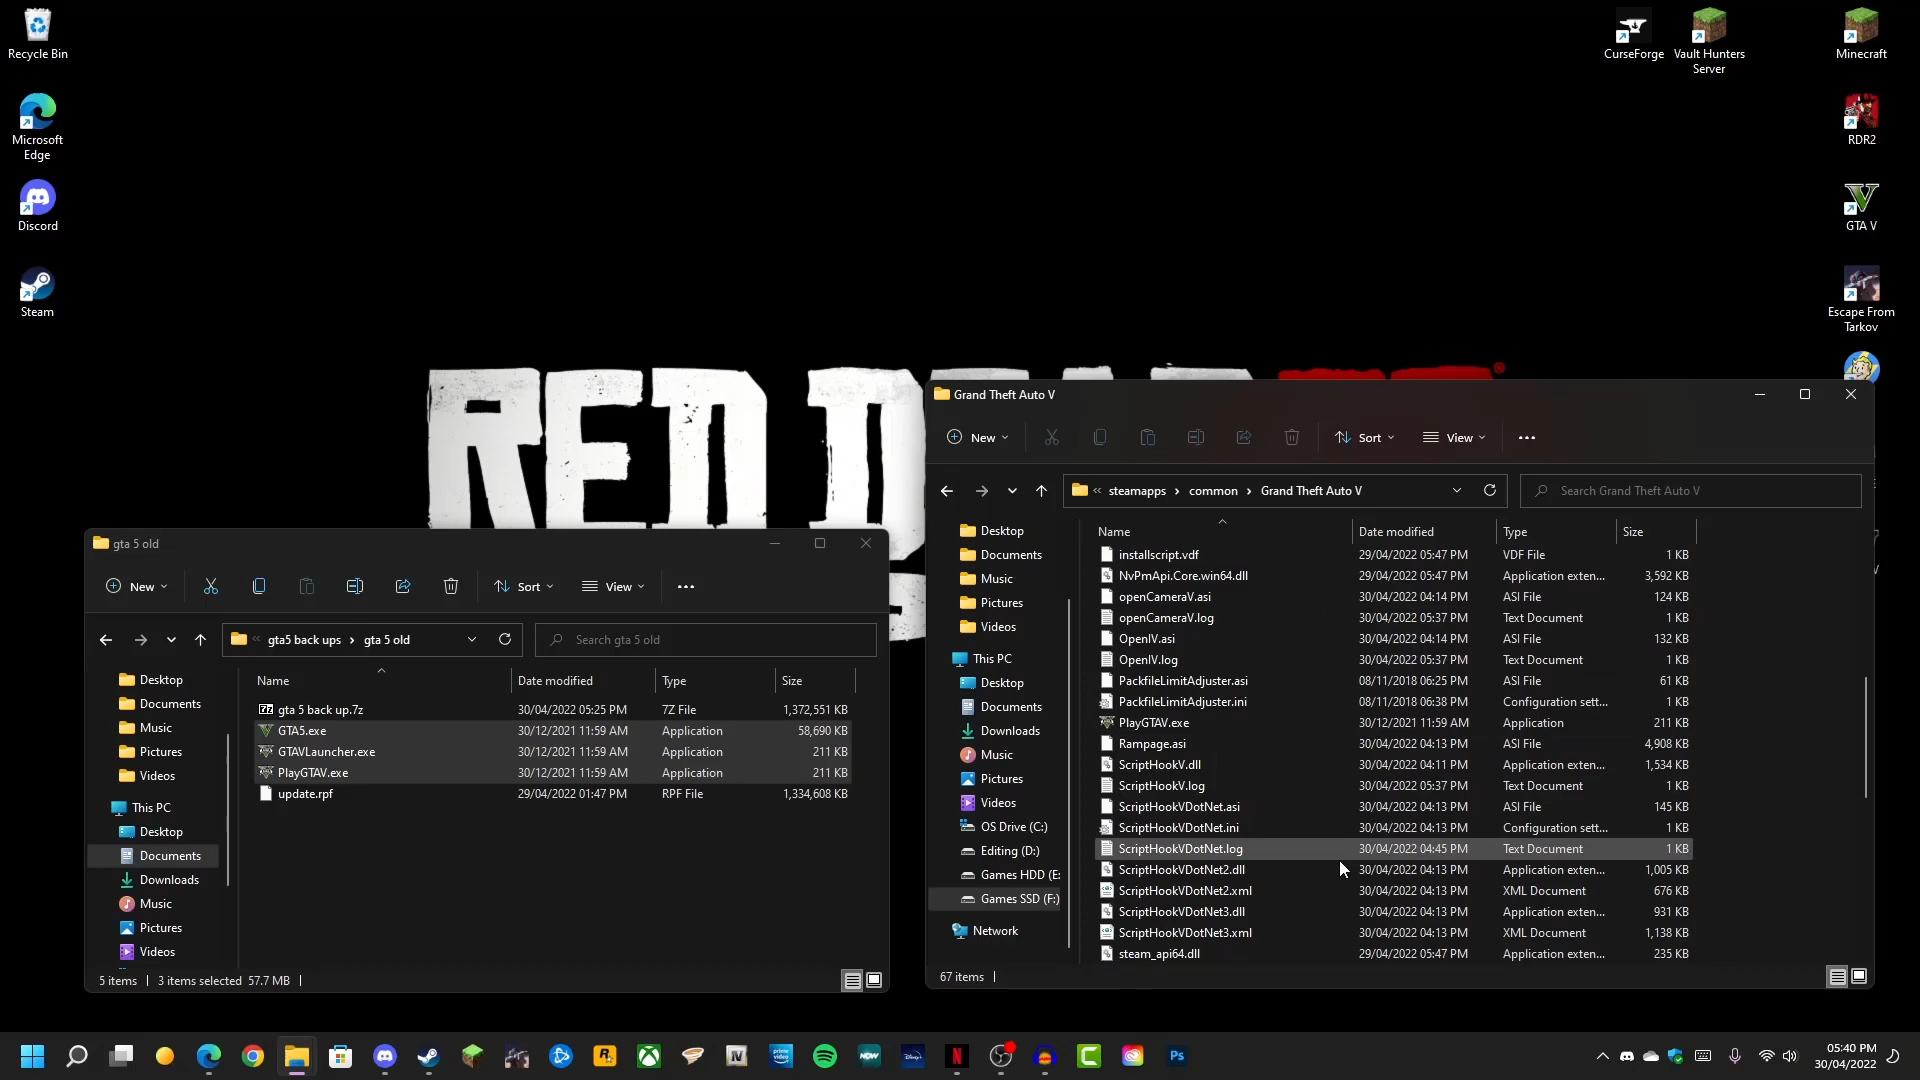 Recycle Bin
Microsoft
Edge
Discord
Steam
CurseForge
Vault Hunters
Server
Minecraft
RDR2
GTA V
Escape From
Tarkov
RED
gta 5 old
New
Sort
View
gta5 back ups
gta 5 old
Search gta 5 old
Desktop
Documents
Music
Pictures
Videos
This PC
Desktop
Documents
Downloads
Music
Pictures
Videos
Name Date modified Type Size
gta 5 back up.7z 30/04/2022 05:25 PM 7Z File 1,372,551 KB
GTA5.exe 30/12/2021 11:59 AM Application 58,690 KB
GTAVLauncher.exe 30/12/2021 11:59 AM Application 211 KB
PlayGTAV.exe 30/12/2021 11:59 AM Application 211 KB
update.rpf 29/04/2022 01:47 PM RPF File 1,334,608 KB
5 items 3 items selected 57.7 MB
Grand Theft Auto V
New
Sort
View
steamapps
common
Grand Theft Auto V
Search Grand Theft Auto V
Desktop
Documents
Music
Pictures
Videos
This PC
Desktop
Documents
Downloads
Music
Pictures
Videos
OS Drive (C:)
Editing (D:)
Games HDD (E:
Games SSD (F:)
Network
Name Date modified Type Size
installscript.vdf 29/04/2022 05:47 PM VDF File 1 KB
NvPmApi.Core.win64.dll 29/04/2022 05:47 PM Application exten... 3,592 KB
openCameraV.asi 30/04/2022 04:14 PM ASI File 124 KB
openCameraV.log 30/04/2022 05:37 PM Text Document 1 KB
OpenIV.asi 30/04/2022 04:14 PM ASI File 132 KB
OpenIV.log 30/04/2022 05:37 PM Text Document 1 KB
PackfileLimitAdjuster.asi 08/11/2018 06:25 PM ASI File 61 KB
PackfileLimitAdjuster.ini 08/11/2018 06:38 PM Configuration sett... 1 KB
PlayGTAV.exe 30/12/2021 11:59 AM Application 211 KB
Rampage.asi 30/04/2022 04:13 PM ASI File 4,908 KB
ScriptHookV.dll 30/04/2022 04:11 PM Application exten... 1,534 KB
ScriptHookV.log 30/04/2022 05:37 PM Text Document 1 KB
ScriptHookVDotNet.asi 30/04/2022 04:13 PM ASI File 145 KB
ScriptHookVDotNet.ini 30/04/2022 04:13 PM Configuration sett... 1 KB
ScriptHookVDotNet.log 30/04/2022 04:45 PM Text Document 1 KB
ScriptHookVDotNet2.dll 30/04/2022 04:13 PM Application exten... 1,005 KB
ScriptHookVDotNet2.xml 30/04/2022 04:13 PM XML Document 676 KB
ScriptHookVDotNet3.dll 30/04/2022 04:13 PM Application exten... 931 KB
ScriptHookVDotNet3.xml 30/04/2022 04:13 PM XML Document 1,138 KB
steam_api64.dll 29/04/2022 05:47 PM Application exten... 235 KB
67 items
IV
prime video
NOW
Disney+
N
Ps
05:40 PM
30/04/2022